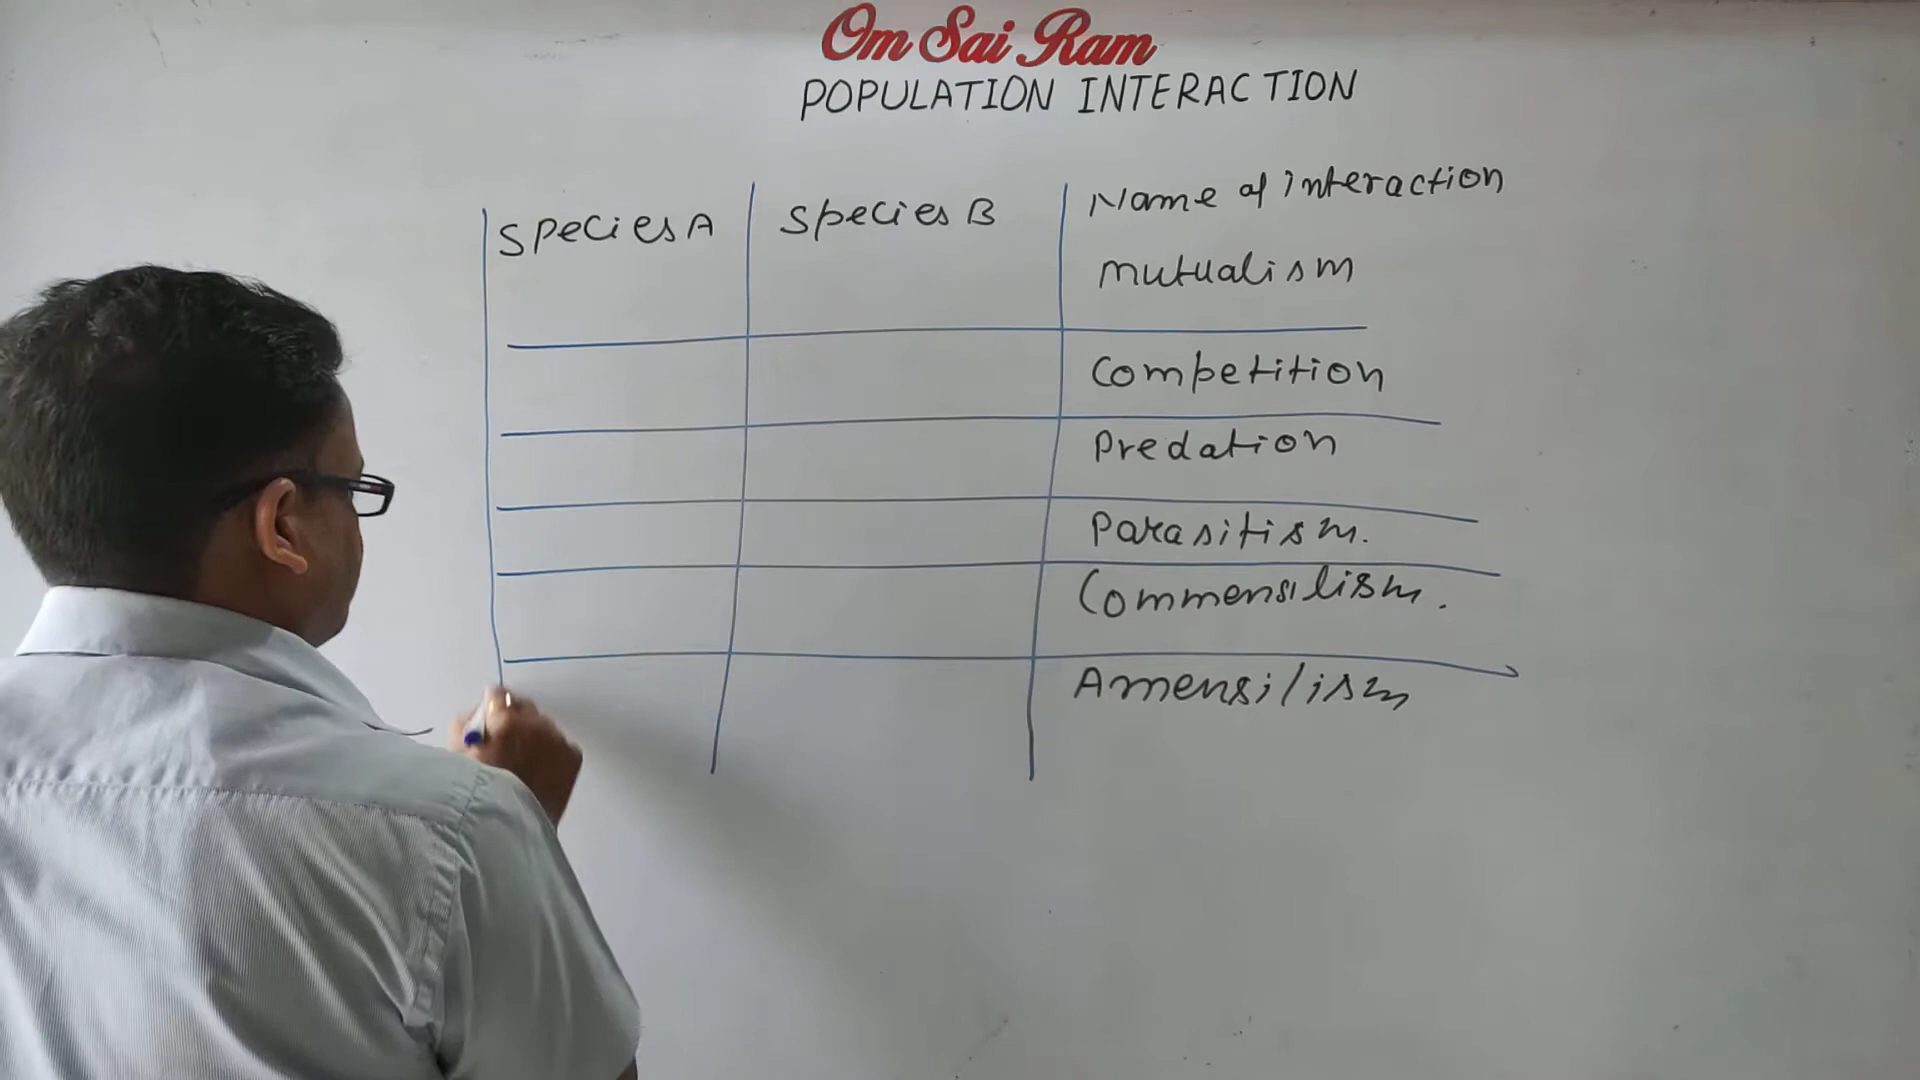 Om Sai Ram
POPULATION INTERACTION
Species A Species B Name of interaction
mutualism
Competition
Predation
Parasitism.
Commensilism.
Amensilism